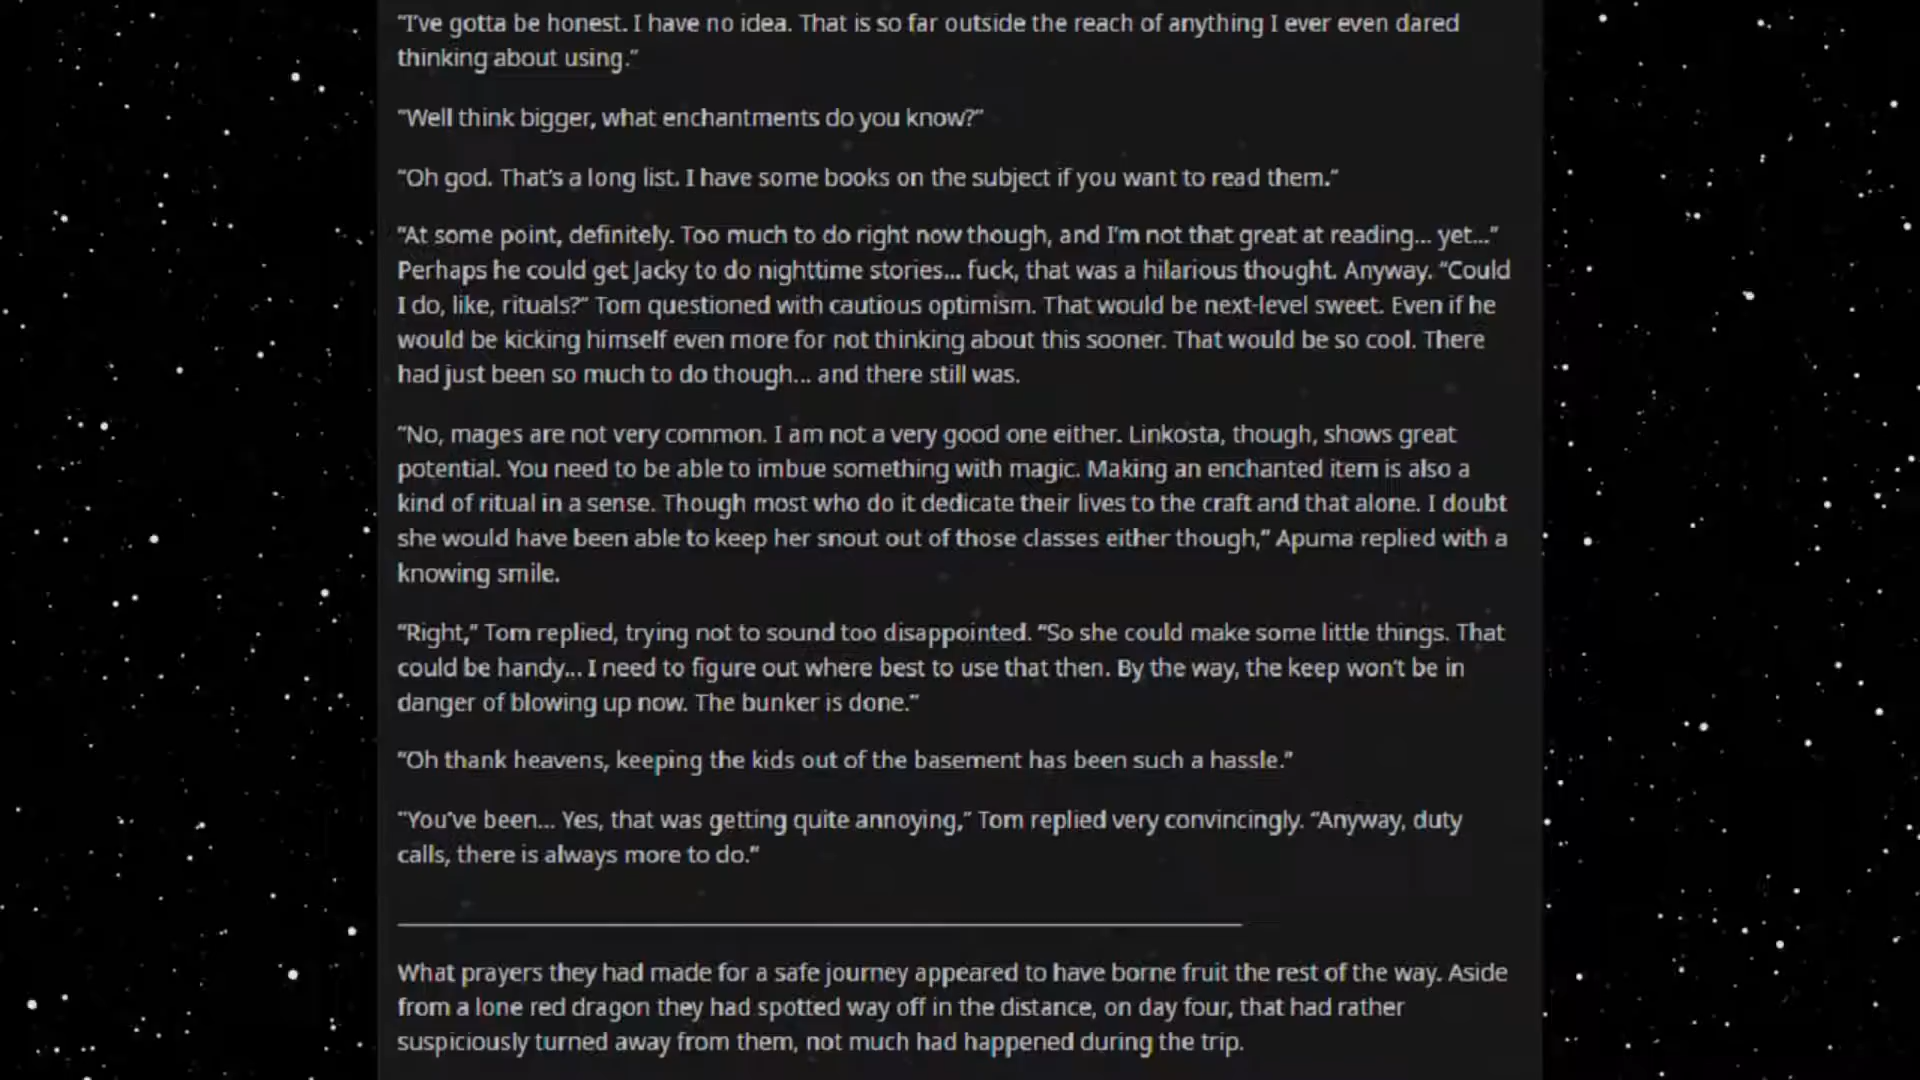 “I’ve gotta be honest. I have no idea. That is so far outside the reach of anything I ever even dared
thinking about using.”
“Well think bigger, what enchantments do you know?”
“Oh god. That’s a long list. I have some books on the subject if you want to read them.”
“At some point, definitely. Too much to do right now though, and I’m not that great at reading... yet...”
Perhaps he could get Jacky to do nighttime stories... fuck, that was a hilarious thought. Anyway. “Could
I do, like, rituals?” Tom questioned with cautious optimism. That would be next-level sweet. Even if he
would be kicking himself even more for not thinking about this sooner. That would be so cool. There
had just been so much to do though... and there still was.
“No, mages are not very common. I am not a very good one either. Linkosta, though, shows great
potential. You need to be able to imbue something with magic. Making an enchanted item is also a
kind of ritual in a sense. Though most who do it dedicate their lives to the craft and that alone. I doubt
she would have been able to keep her snout out of those classes either though,” Apuma replied with a
knowing smile.
“Right,” Tom replied, trying not to sound too disappointed. “So she could make some little things. That
could be handy... I need to figure out where best to use that then. By the way, the keep won’t be in
danger of blowing up now. The bunker is done.”
“Oh thank heavens, keeping the kids out of the basement has been such a hassle.”
“You’ve been... Yes, that was getting quite annoying,” Tom replied very convincingly. “Anyway, duty
calls, there is always more to do.”
What prayers they had made for a safe journey appeared to have borne fruit the rest of the way. Aside
from a lone red dragon they had spotted way off in the distance, on day four, that had rather
suspiciously turned away from them, not much had happened during the trip.